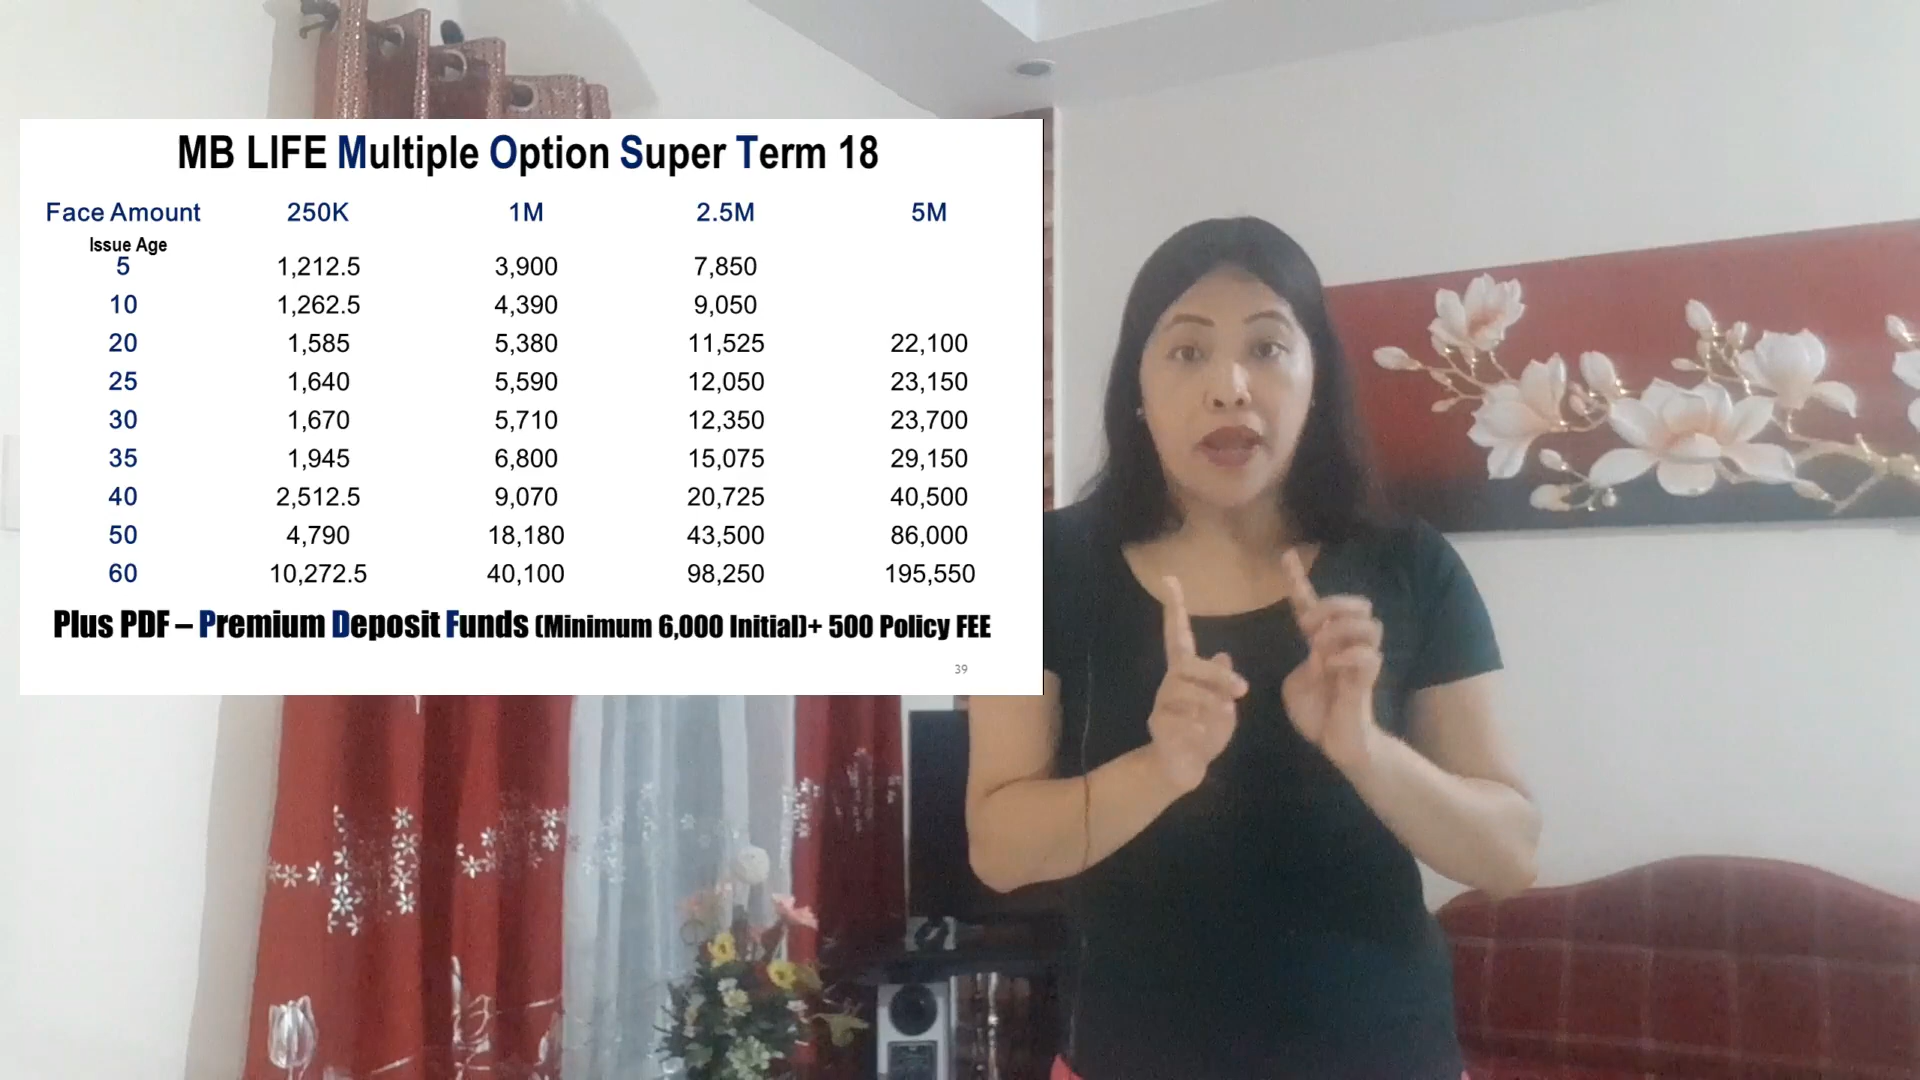 MB LIFE Multiple Option Super Term 18
Face Amount 250K 1M 2.5M 5M
Issue Age
5 1,212.5 3,900 7,850
10 1,262.5 4,390 9,050
20 1,585 5,380 11,525 22,100
25 1,640 5,590 12,050 23,150
30 1,670 5,710 12,350 23,700
35 1,945 6,800 15,075 29,150
40 2,512.5 9,070 20,725 40,500
50 4,790 18,180 43,500 86,000
60 10,272.5 40,100 98,250 195,550
Plus PDF – Premium Deposit Funds (Minimum 6,000 Initial)+ 500 Policy FEE
39